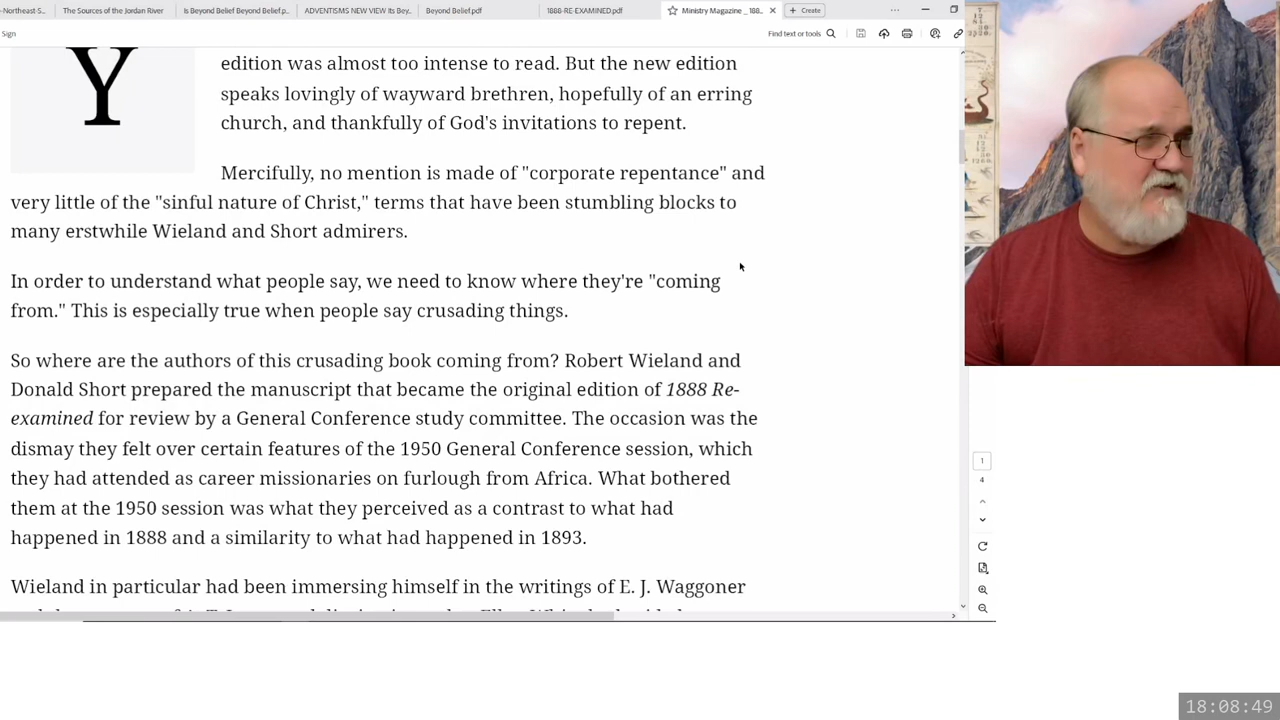 -Northeast-S...
The Sources of the Jordan River
Is Beyond Belief Beyond Belief.p...
ADVENTISMS NEW VIEW Its Bey..
Beyond Belief.pdf
1888-RE-EXAMINED.pdf
Ministry Magazine _ 188...
Create
Sign
Find text or tools
Y
edition was almost too intense to read. But the new edition
speaks lovingly of wayward brethren, hopefully of an erring
church, and thankfully of God's invitations to repent.
Mercifully, no mention is made of "corporate repentance" and
very little of the "sinful nature of Christ," terms that have been stumbling blocks to
many erstwhile Wieland and Short admirers.
In order to understand what people say, we need to know where they're "coming
from." This is especially true when people say crusading things.
So where are the authors of this crusading book coming from? Robert Wieland and
Donald Short prepared the manuscript that became the original edition of 1888 Re-
examined for review by a General Conference study committee. The occasion was the
dismay they felt over certain features of the 1950 General Conference session, which
they had attended as career missionaries on furlough from Africa. What bothered
them at the 1950 session was what they perceived as a contrast to what had
happened in 1888 and a similarity to what had happened in 1893.
Wieland in particular had been immersing himself in the writings of E. J. Waggoner
1
4
18:08:49